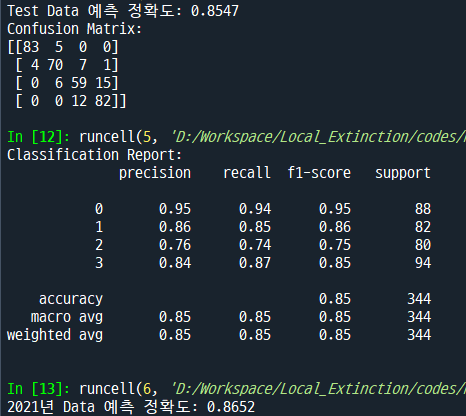 Test Data 예측 정확도: 0.8547
Confusion Matrix:
[[83  5  0  0]
 [ 4 70  7  1]
 [ 0  6 59 15]
 [ 0  0 12 82]]
In [12]: runcell(5, 'D:/Workspace/Local_Extinction/codes/
Classification Report:
              precision    recall  f1-score   support
           0       0.95      0.94      0.95        88
           1       0.86      0.85      0.86        82
           2       0.76      0.74      0.75        80
           3       0.84      0.87      0.85        94
    accuracy                           0.85       344
   macro avg       0.85      0.85      0.85       344
weighted avg       0.85      0.85      0.85       344
In [13]: runcell(6, 'D:/Workspace/Local_Extinction/codes/
2021년 Data 예측 정확도: 0.8652